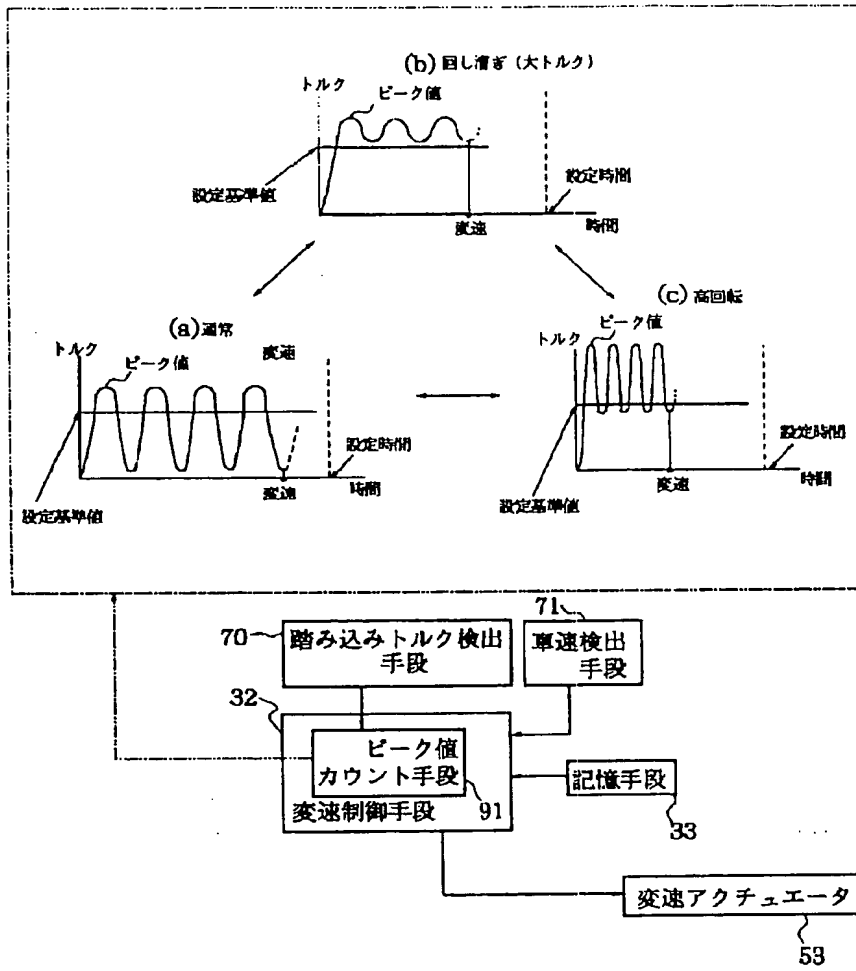 (b) 回し漕ぎ (大トルク)
トルク
ピーク値
設定基準値
設定時間
変速
時間
(a) 通常
トルク
ピーク値
変速
設定時間
変速
時間
設定基準値
(c) 高回転
トルク
ピーク値
設定時間
変速
時間
設定基準値
70
踏み込みトルク検出
手段
71
車速検出
手段
32
ピーク値
カウント手段
91
変速制御手段
記憶手段
33
変速アクチュエータ
53